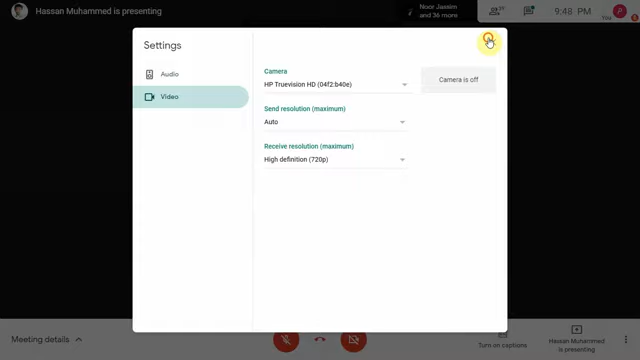 Hassan Muhammed is presenting
Noor Jassim
and 36 more
9:48 PM
P
You
Settings
Audio
Video
Camera
HP Truevision HD (04f2:b40e)
Camera is off
Send resolution (maximum)
Auto
Receive resolution (maximum)
High definition (720p)
Meeting details
Turn on captions
Hassan Muhammed
is presenting